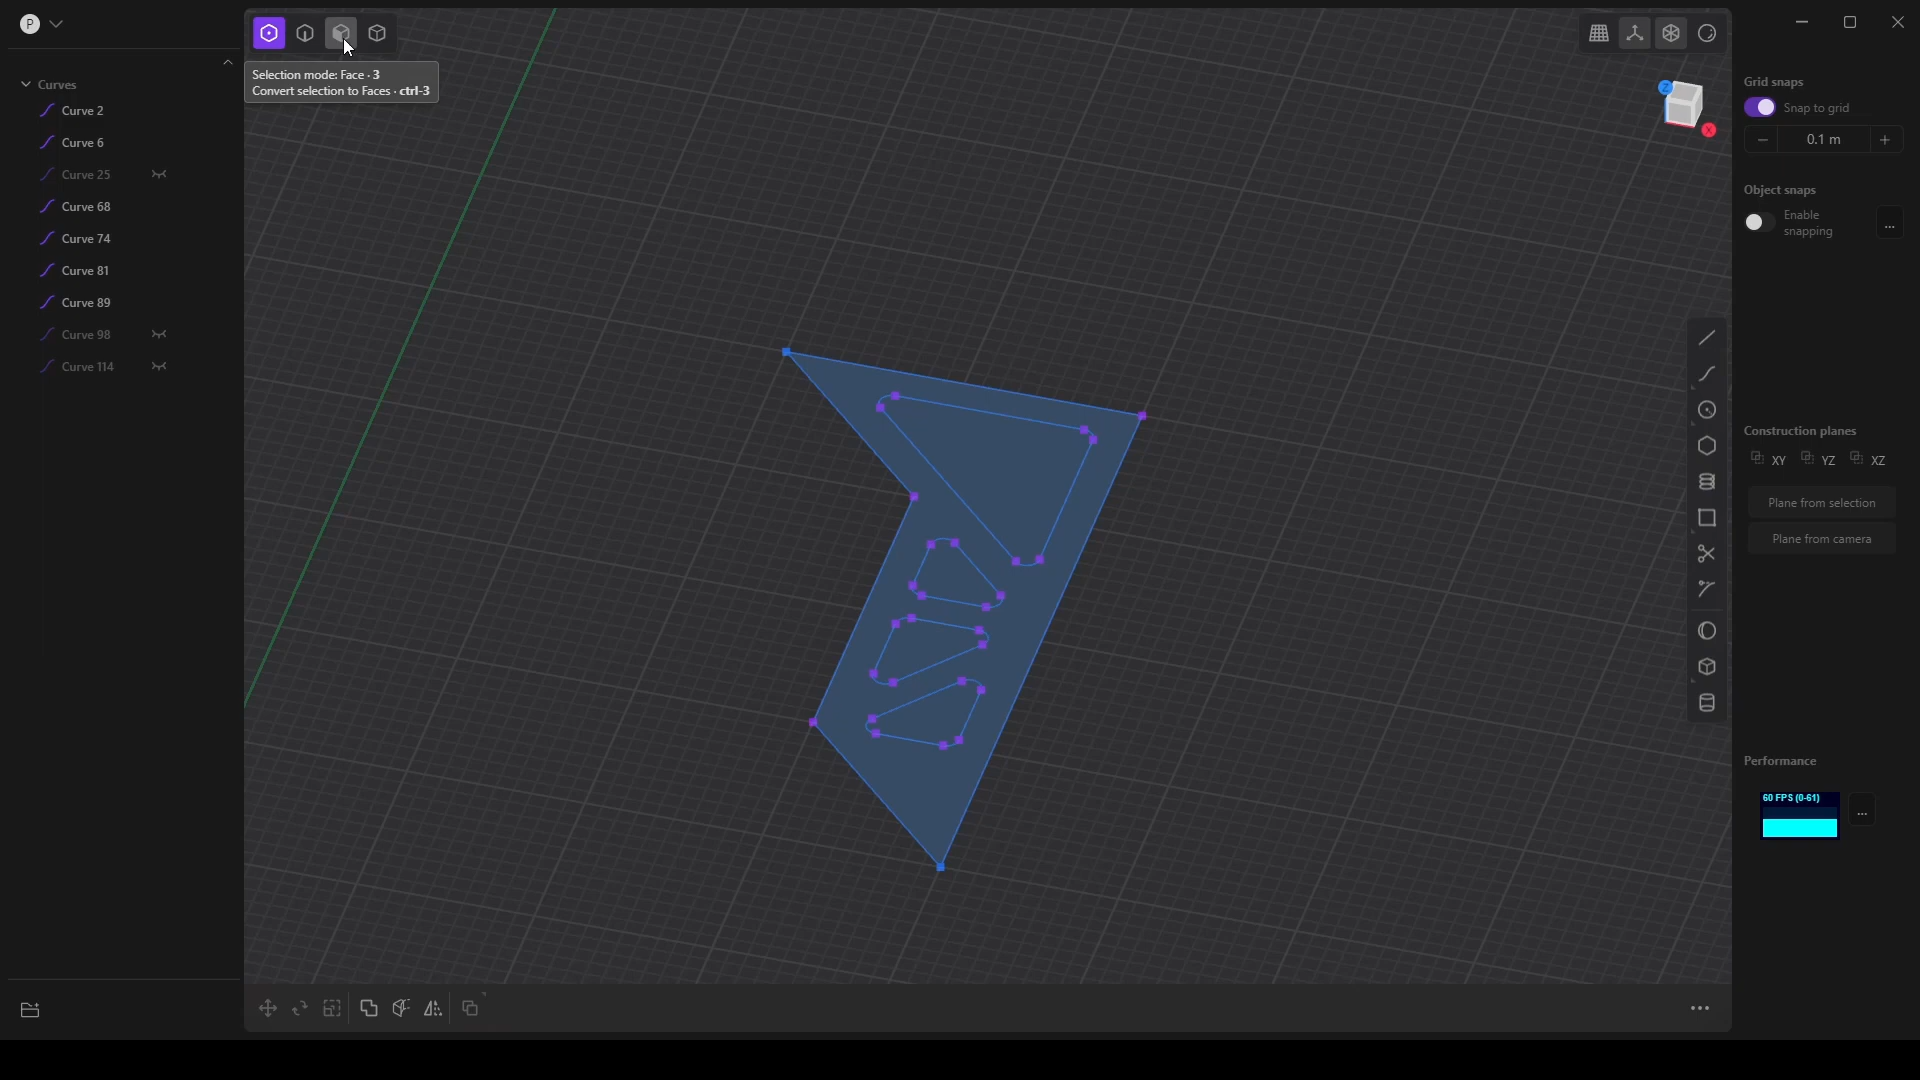 P
Selection mode: Face · 3
Convert selection to Faces · ctrl-3
Curves
Curve 2
Curve 6
Curve 25
Curve 68
Curve 74
Curve 81
Curve 89
Curve 98
Curve 114
X
Grid snaps
Snap to grid
0.1 m
Object snaps
Enable
snapping
...
Construction planes
XY YZ XZ
Plane from selection
Plane from camera
Performance
60 FPS (0-61)
...